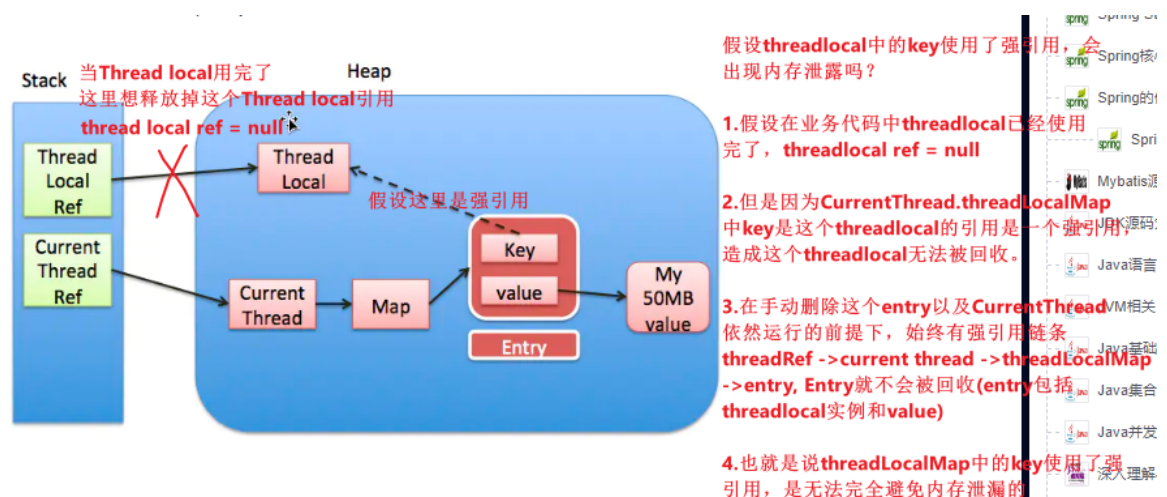 Stack
当Thread local用完了
这里想释放掉这个Thread local引用
thread local ref = null
Heap
Thread
Local
Ref
Thread
Local
假设这里是强引用
Current
Thread
Ref
Current
Thread
Map
Key
value
Entry
My
50MB
value
假设threadlocal中的key使用了强引用，会
出现内存泄露吗？
1.假设在业务代码中threadlocal已经使用
完了，threadlocal ref = null
2.但是因为CurrentThread.threadLocalMap
中key是这个threadlocal的引用是一个强引用，
造成这个threadlocal无法被回收。
3.在手动删除这个entry以及CurrentThread
依然运行的前提下，始终有强引用链条
threadRef ->current thread ->threadLocalMap
->entry, Entry就不会被回收(entry包括
threadlocal实例和value)
4.也就是说threadLocalMap中的key使用了强
引用，是无法完全避免内存泄漏的
Spring核
Spring的
Spri
Mybatis源
JDK源码
Java语言
JVM相关
Java基础
Java集合
Java并发
深入理解